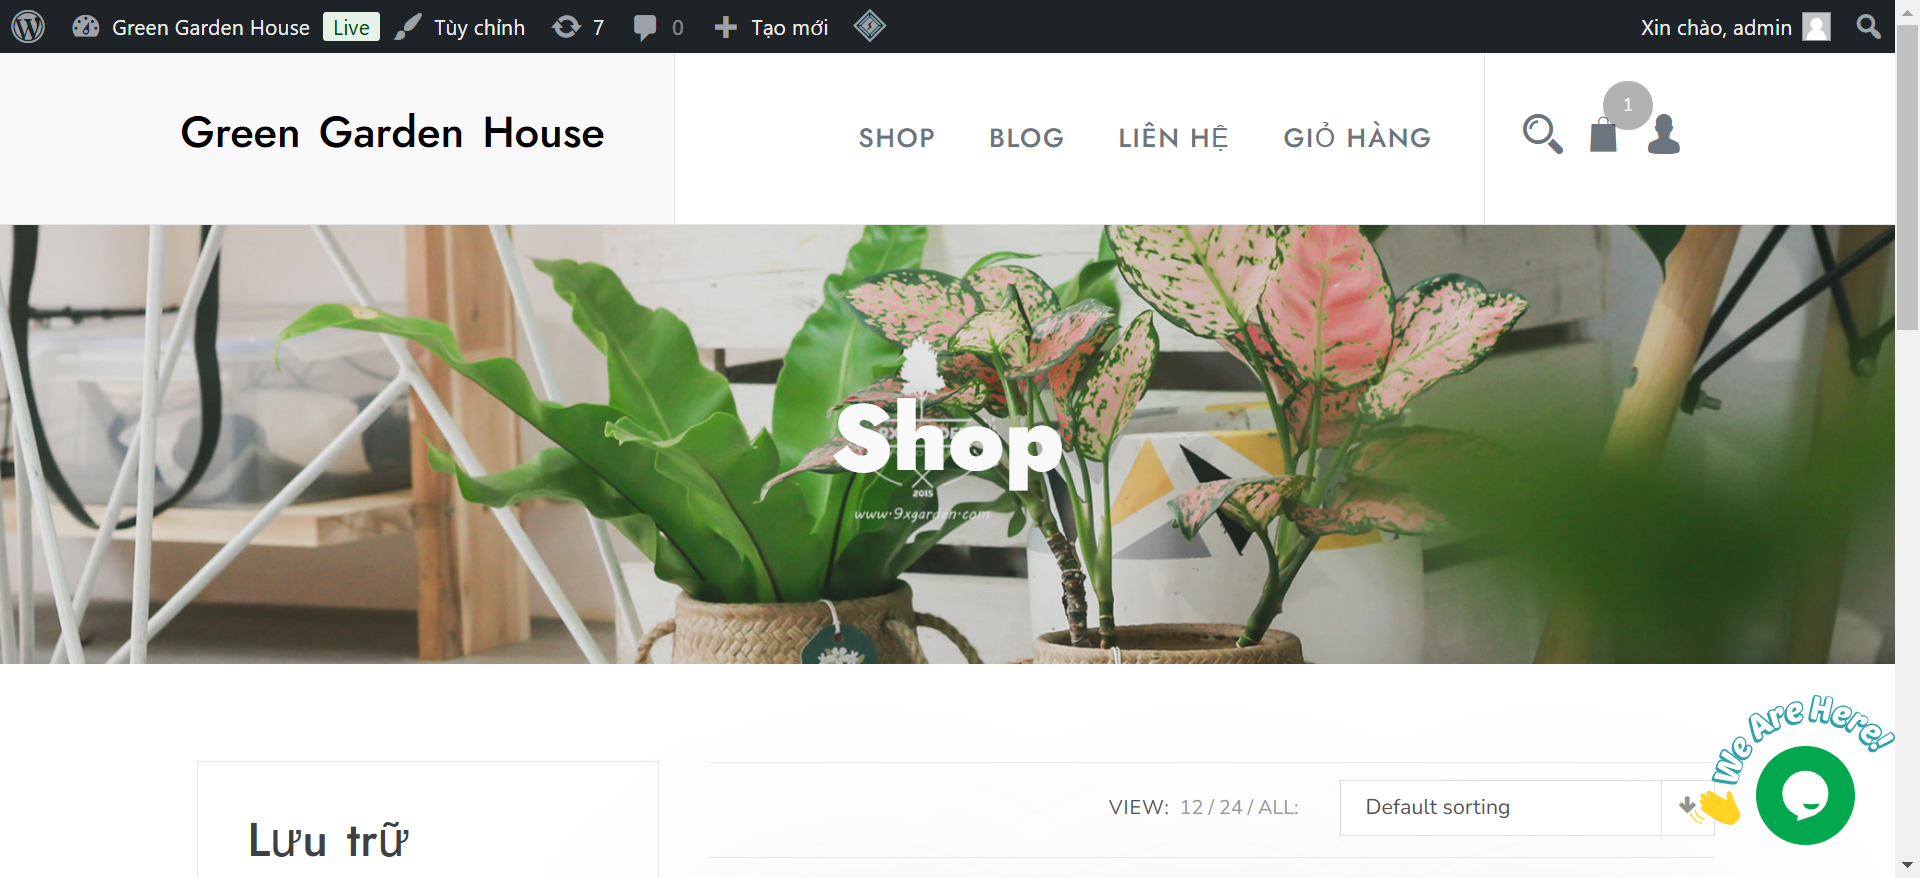 Green Garden House Live Tùy chỉnh 7 0 Tạo mới Xin chào, admin
Green Garden House
SHOP BLOG LIÊN HỆ GIỎ HÀNG
1
Shop
2015
www.9xgarden.com
We Are Here!
VIEW: 12 / 24 / ALL: Default sorting
Lưu trữ